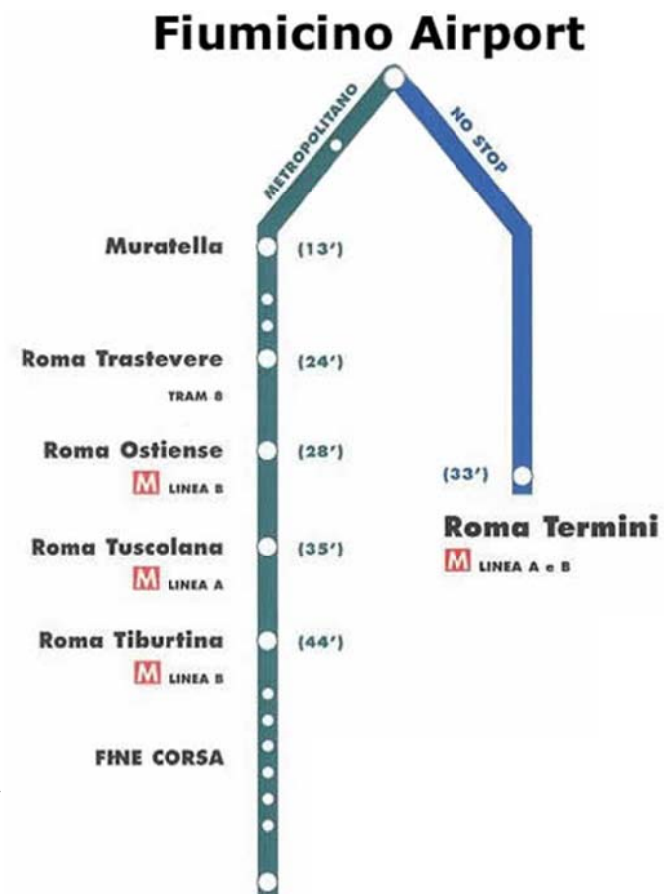 Fiumicino Airport
METROPOLITANO
NO STOP
Muratella (13')
Roma Trastevere (24')
TRAM 8
Roma Ostiense (28')
M LINEA B
Roma Tuscolana (35')
M LINEA A
Roma Tiburtina (44')
M LINEA B
FINE CORSA
(33')
Roma Termini
M LINEA A e B